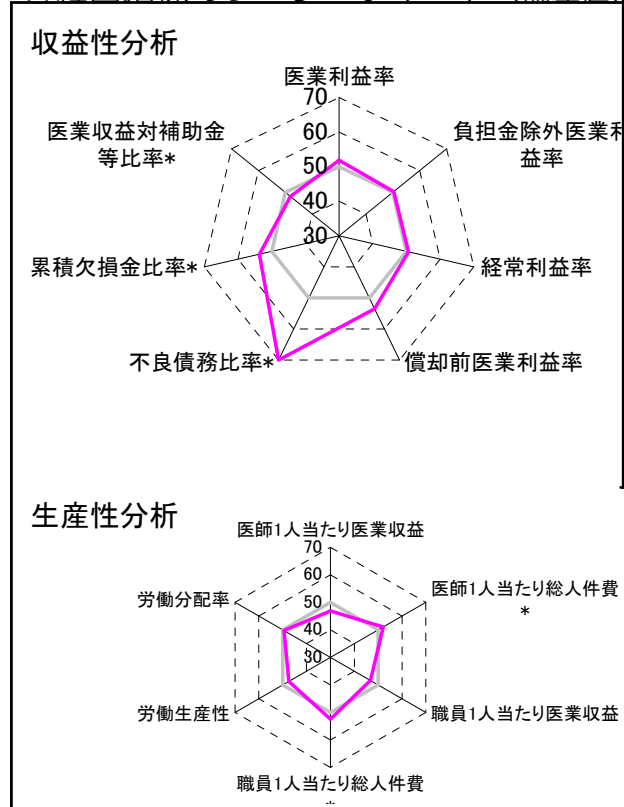 収益性分析
医業利益率
70
60
50
40
30
医業収益対補助金
等比率*
負担金除外医業利
益率
累積欠損金比率*
経常利益率
不良債務比率*
償却前医業利益率
生産性分析
医師1人当たり医業収益
70
60
50
40
30
労働分配率
医師1人当たり総人件費
*
労働生産性
職員1人当たり医業収益
職員1人当たり総人件費
*